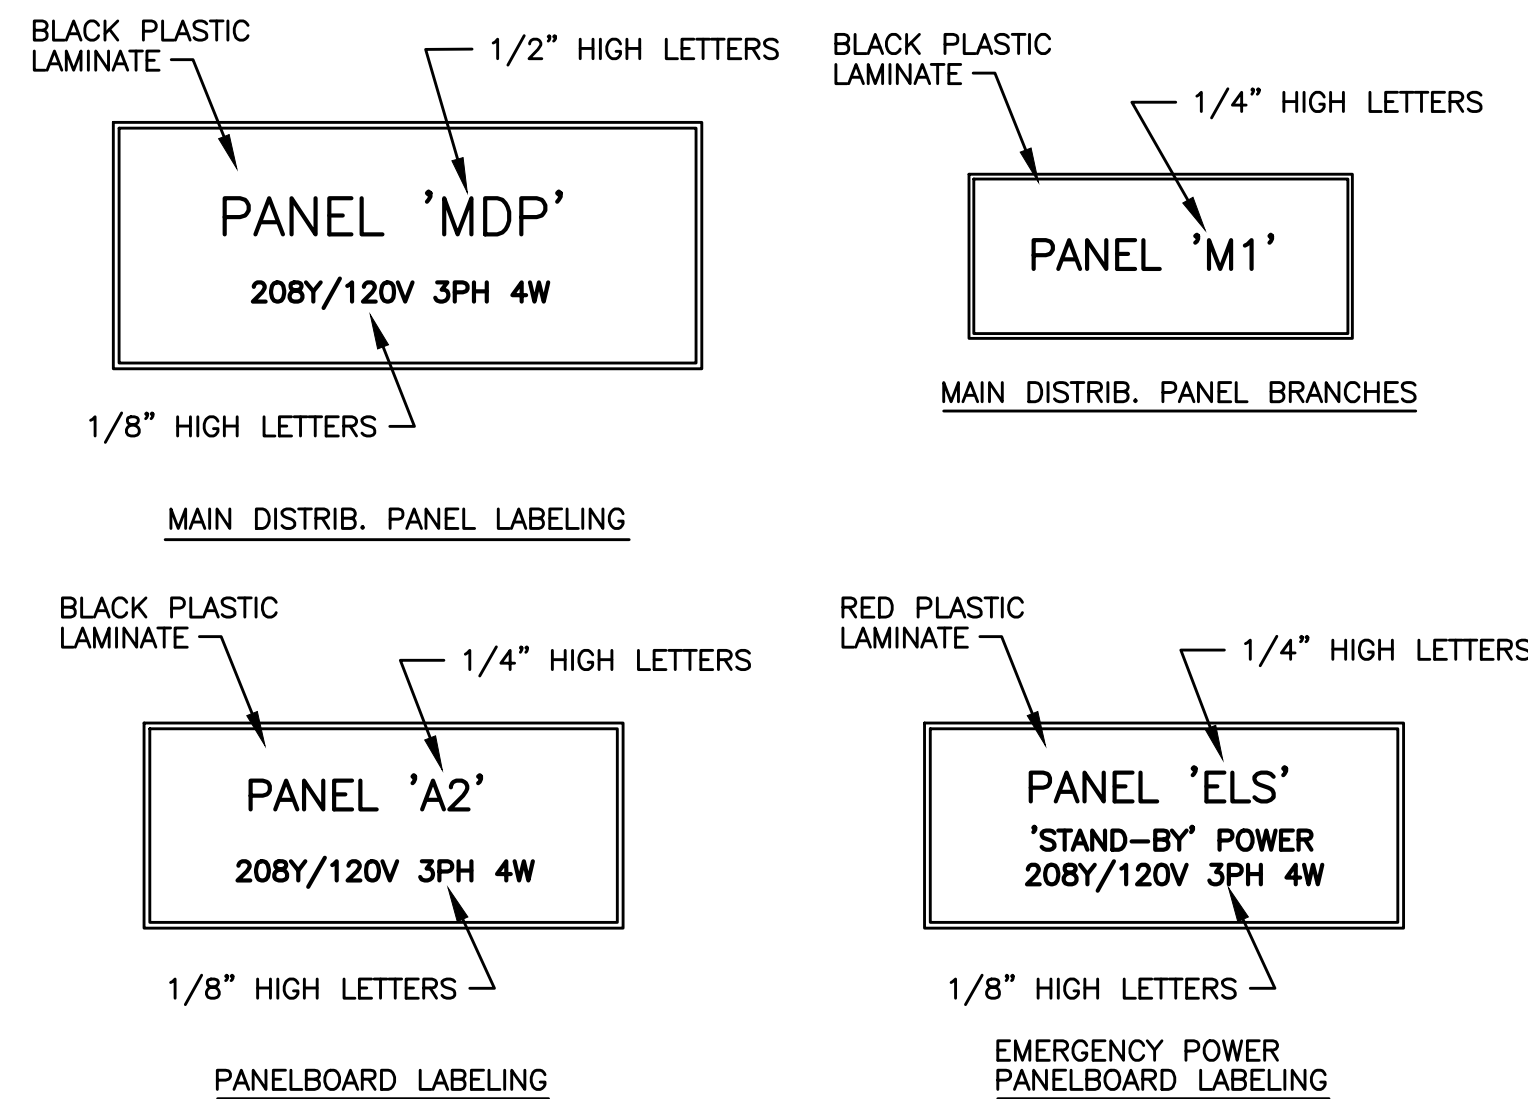 BLACK PLASTIC
LAMINATE
1/2” HIGH LETTERS
PANEL ’MDP’
208Y/120V 3PH 4W
1/8” HIGH LETTERS
MAIN DISTRIB. PANEL LABELING
BLACK PLASTIC
LAMINATE
1/4” HIGH LETTERS
PANEL ’M1’
MAIN DISTRIB. PANEL BRANCHES
BLACK PLASTIC
LAMINATE
1/4” HIGH LETTERS
PANEL ’A2’
208Y/120V 3PH 4W
1/8” HIGH LETTERS
PANELBOARD LABELING
RED PLASTIC
LAMINATE
1/4” HIGH LETTERS
PANEL ’ELS’
’STAND-BY’ POWER
208Y/120V 3PH 4W
1/8” HIGH LETTERS
EMERGENCY POWER
PANELBOARD LABELING